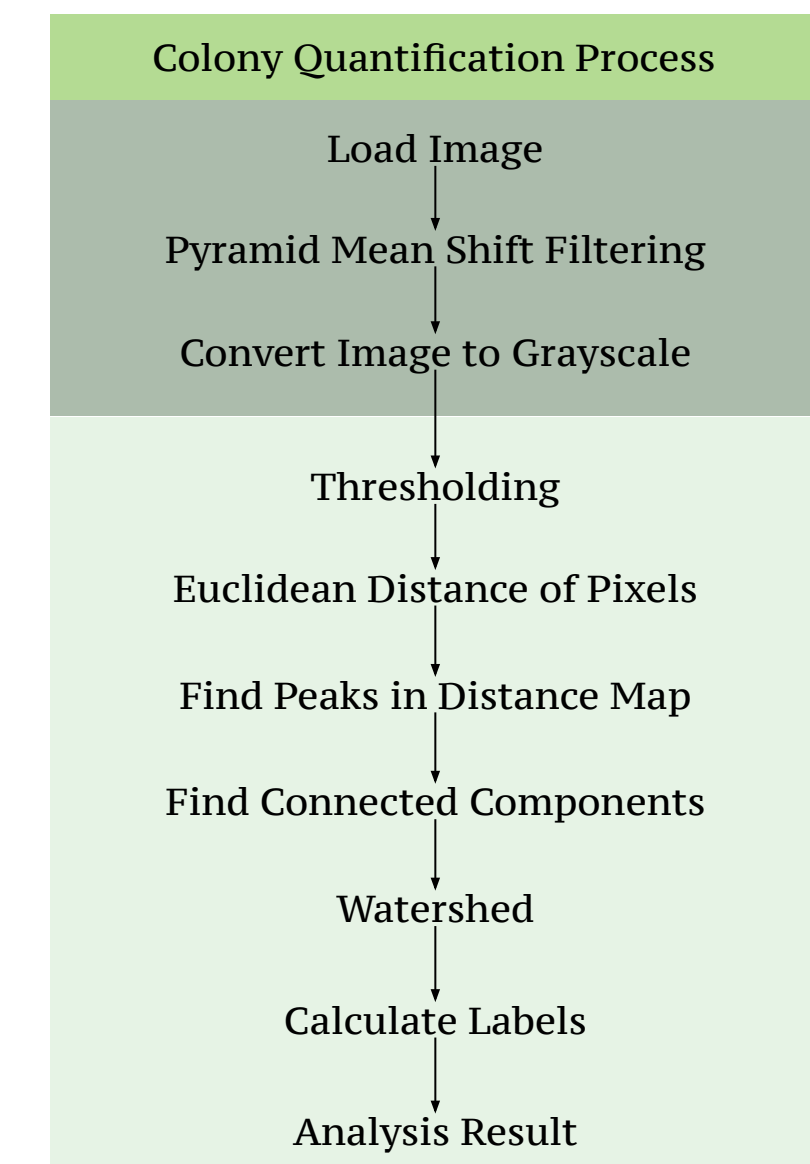 Colony Quantification Process
Load Image
Pyramid Mean Shift Filtering
Convert Image to Grayscale
Thresholding
Euclidean Distance of Pixels
Find Peaks in Distance Map
Find Connected Components
Watershed
Calculate Labels
Analysis Result